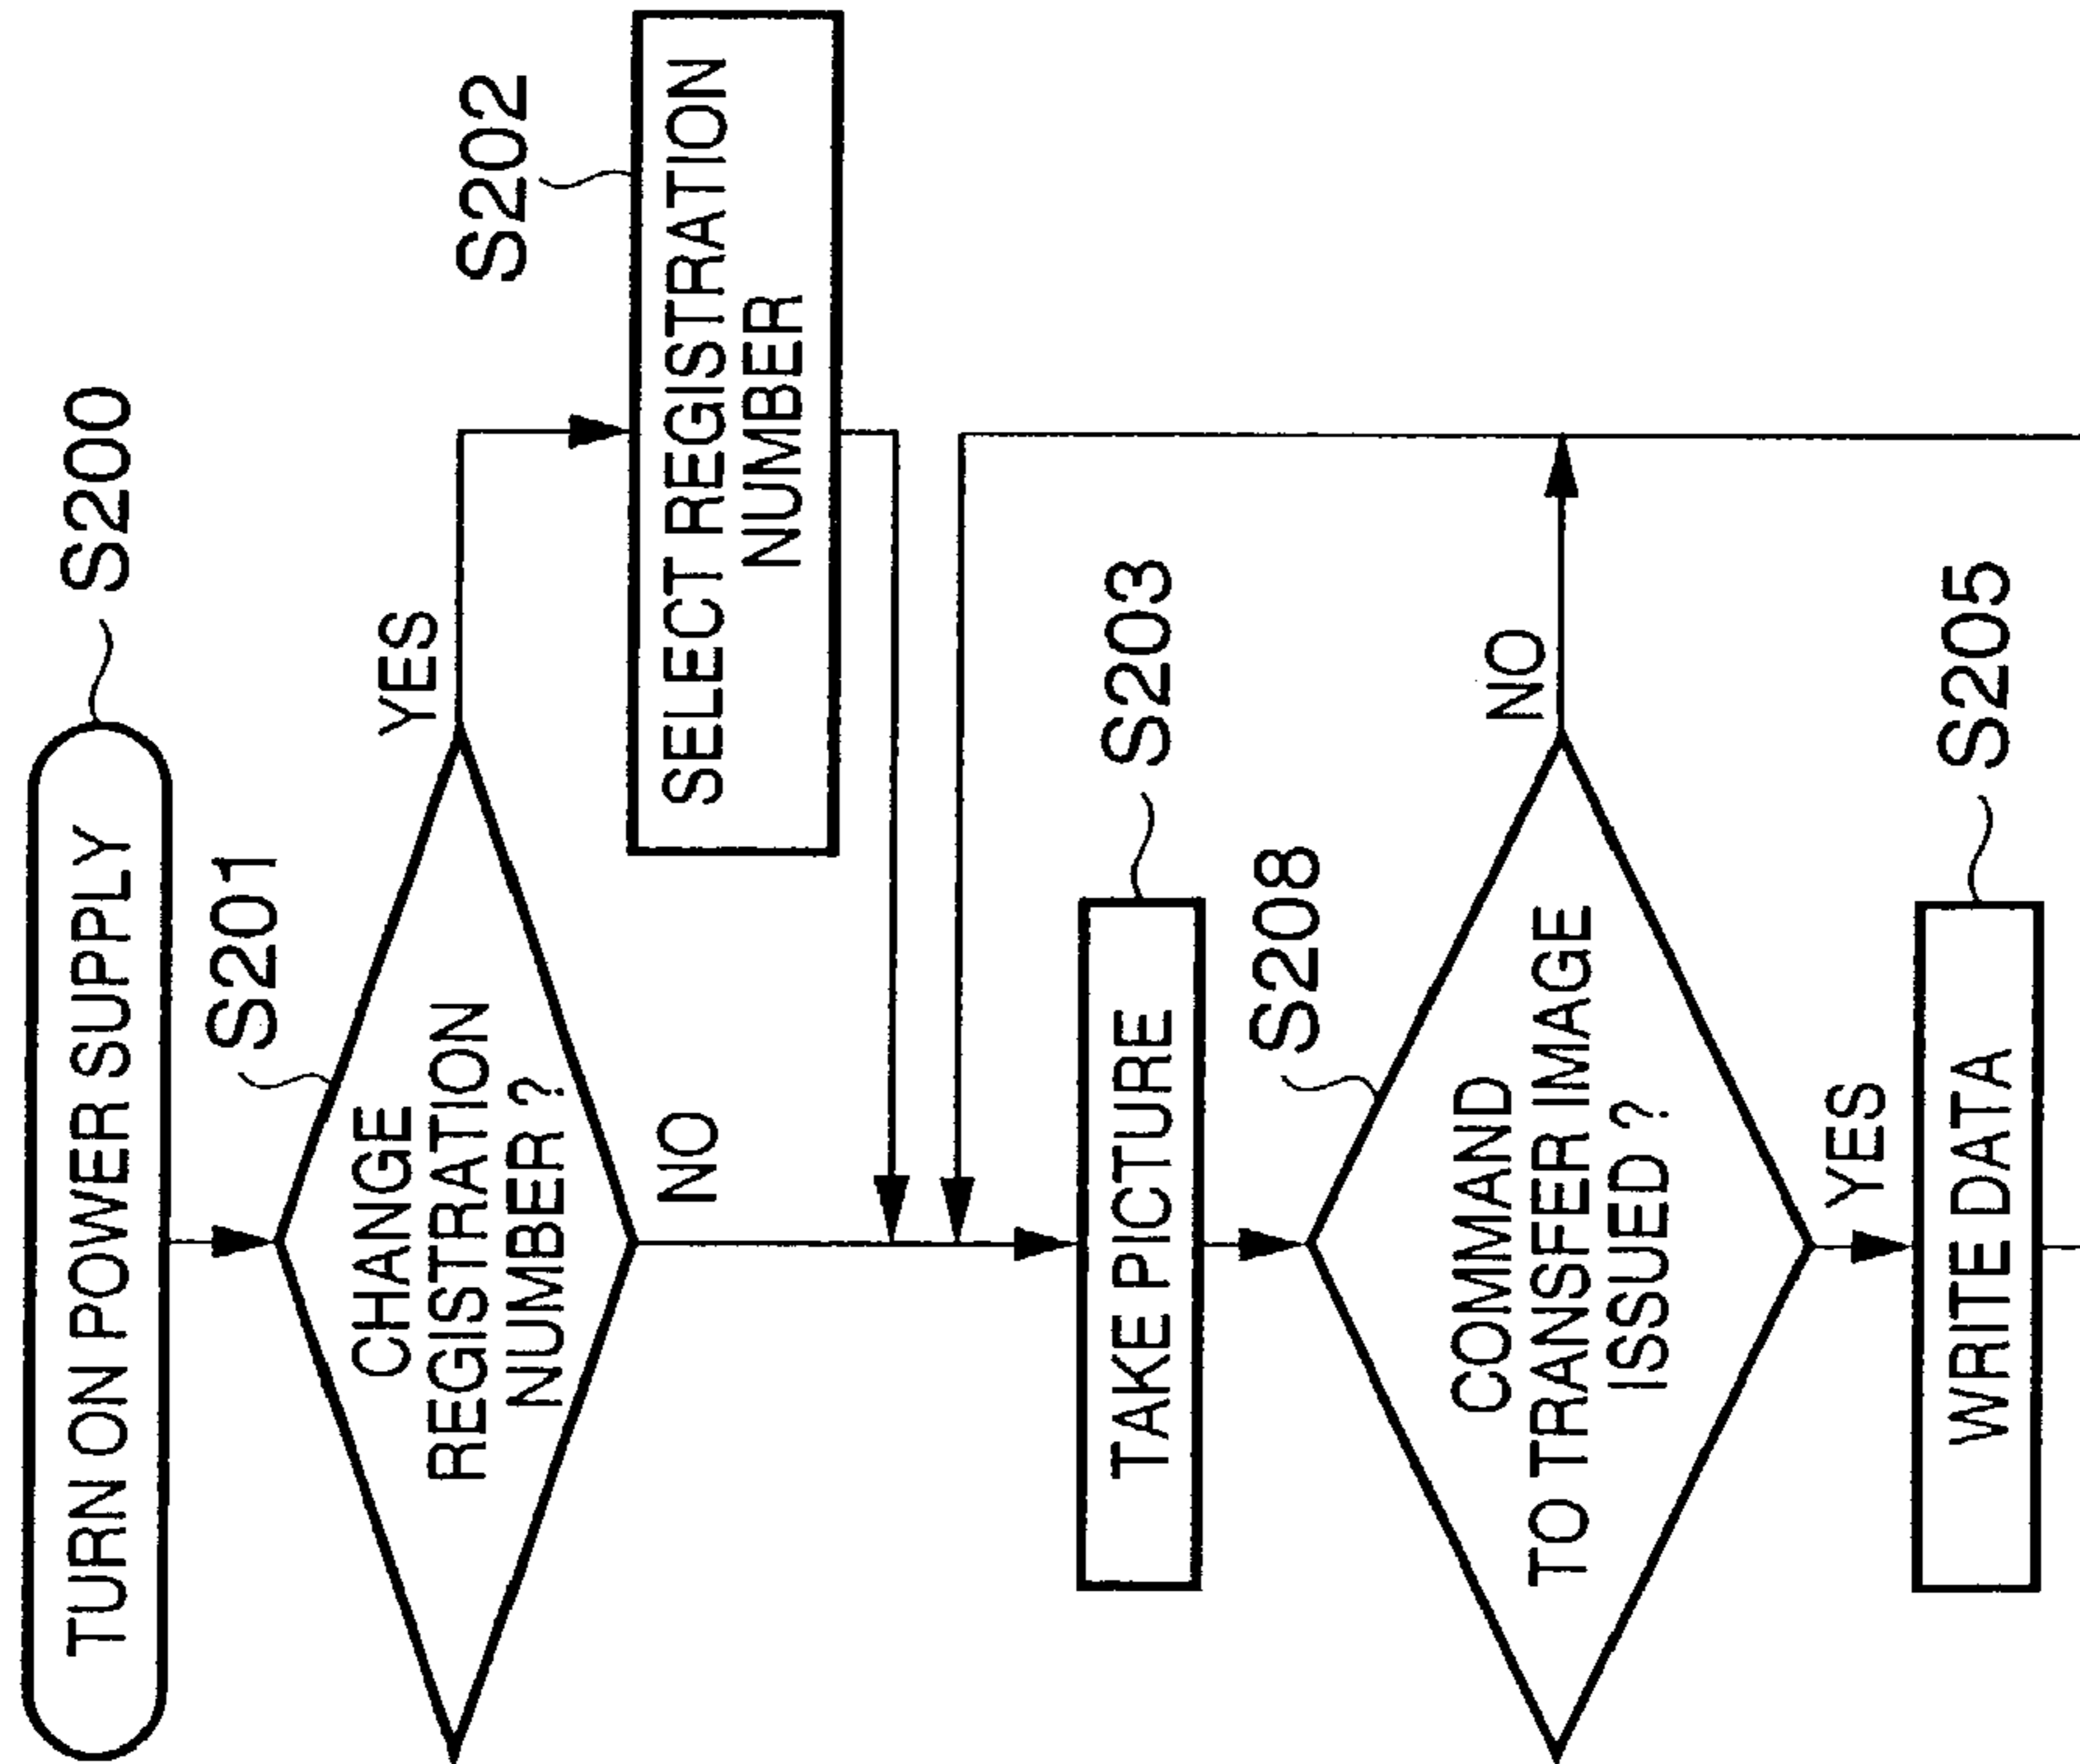 TURN ON POWER SUPPLY
S200
S201
CHANGE
REGISTRATION
NUMBER ?
YES
S202
SELECT REGISTRATION
NUMBER
NO
S203
TAKE PICTURE
S208
COMMAND
TO TRANSFER IMAGE
ISSUED ?
NO
YES
S205
WRITE DATA